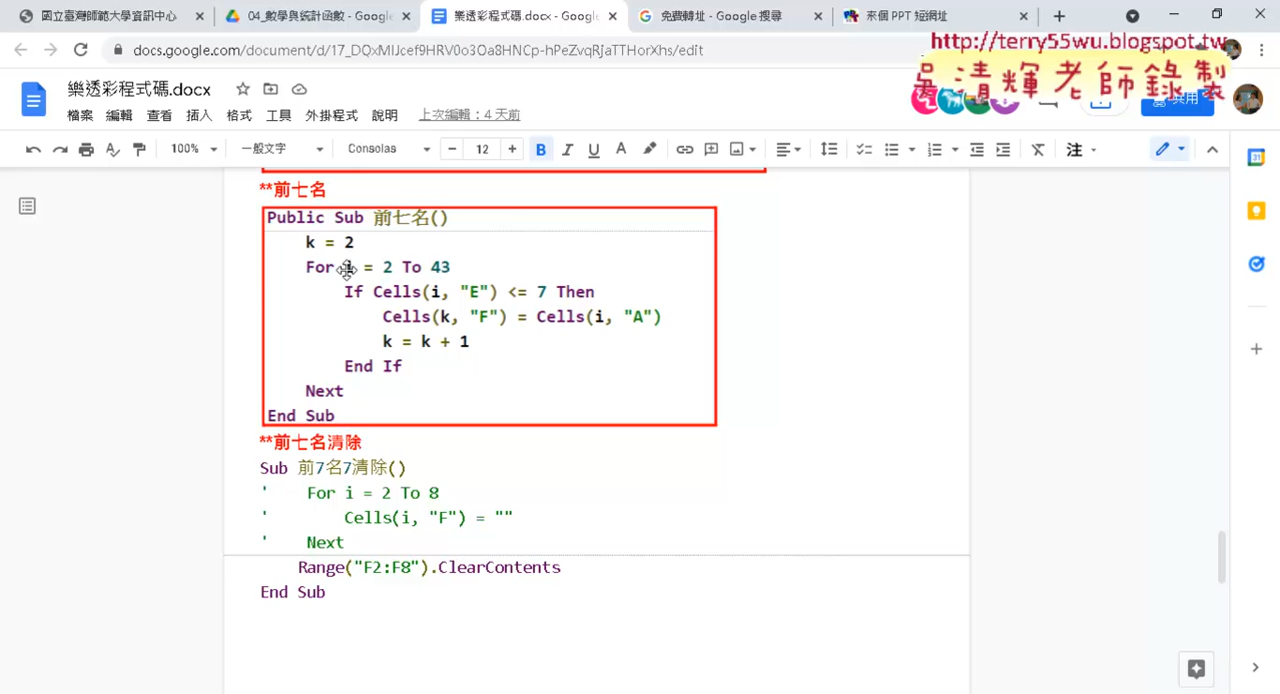 國立臺灣師範大學資訊中心
04_數學與統計函數 - Google
樂透彩程式碼.docx - Google
免費轉址 - Google 搜尋
來個 PPT 短網址
docs.google.com/document/d/17_DQxMIJcef9HRV0o3Oa8HNCp-hPeZvqRjaTTHorXhs/edit
http://terry55wu.blogspot.tw
吳清輝老師錄製
樂透彩程式碼.docx
檔案 編輯 查看 插入 格式 工具 外掛程式 說明 上次編輯：4 天前
共用
100% 一般文字 Consolas 12 B I U A 注
**前七名
Public Sub 前七名()
k = 2
For i = 2 To 43
If Cells(i, "E") <= 7 Then
Cells(k, "F") = Cells(i, "A")
k = k + 1
End If
Next
End Sub
**前七名清除
Sub 前7名7清除()
' For i = 2 To 8
' Cells(i, "F") = ""
' Next
Range("F2:F8").ClearContents
End Sub